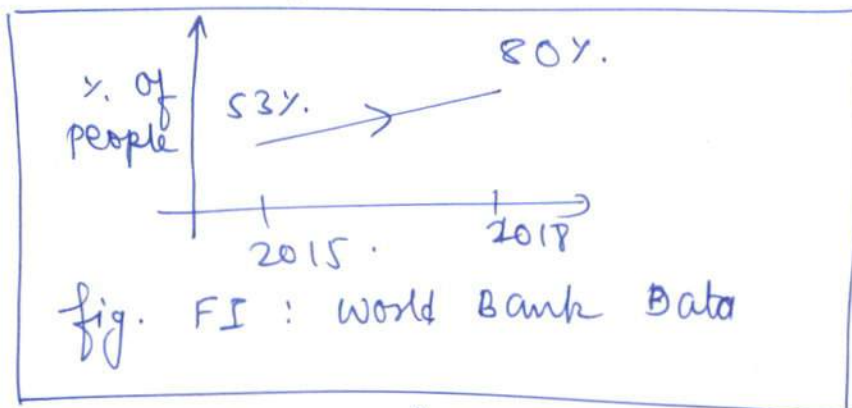 80%.
% of
people
53%.
2015.
2018
fig. FI : World Bank Data